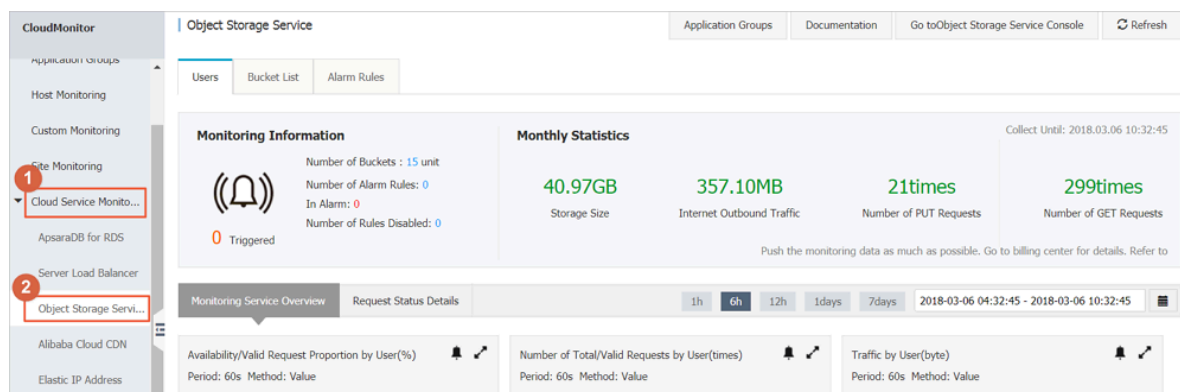 CloudMonitor
Application Groups
Host Monitoring
Custom Monitoring
Site Monitoring
1
Cloud Service Monito...
ApsaraDB for RDS
Server Load Balancer
2
Object Storage Servi...
Alibaba Cloud CDN
Elastic IP Address
Object Storage Service
Application Groups
Documentation
Go toObject Storage Service Console
Refresh
Users
Bucket List
Alarm Rules
Monitoring Information
Number of Buckets : 15 unit
Number of Alarm Rules: 0
In Alarm: 0
Number of Rules Disabled: 0
0 Triggered
Monthly Statistics
Collect Until: 2018.03.06 10:32:45
40.97GB
Storage Size
357.10MB
Internet Outbound Traffic
21times
Number of PUT Requests
299times
Number of GET Requests
Push the monitoring data as much as possible. Go to billing center for details. Refer to
Monitoring Service Overview
Request Status Details
1h
6h
12h
1days
7days
2018-03-06 04:32:45 - 2018-03-06 10:32:45
Availability/Valid Request Proportion by User(%)
Period: 60s Method: Value
Number of Total/Valid Requests by User(times)
Period: 60s Method: Value
Traffic by User(byte)
Period: 60s Method: Value